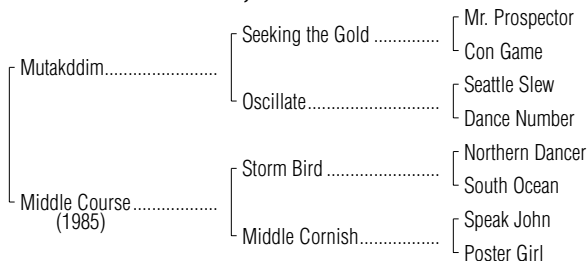 Mr. Prospector
Seeking the Gold ...............
Con Game
Mutakddim.......................
Seattle Slew
Oscillate..............................
Dance Number
Northern Dancer
Storm Bird .........................
South Ocean
Middle Course.................
(1985)
Speak John
Middle Cornish..................
Poster Girl